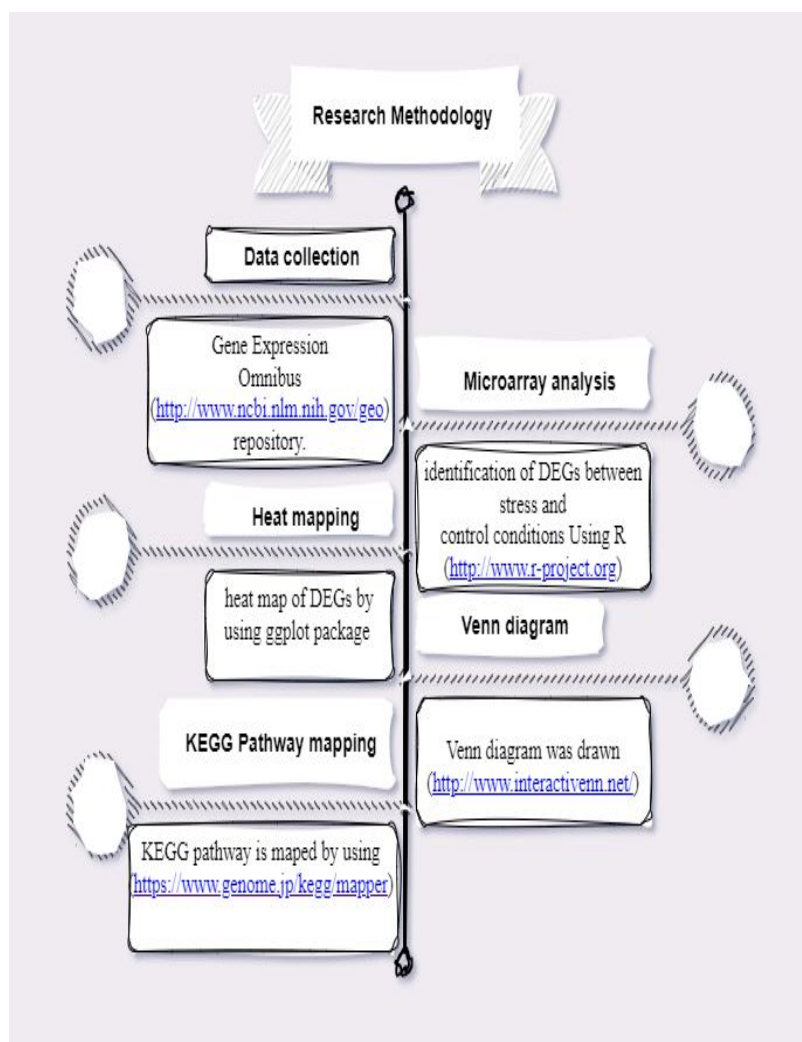 Research Methodology
Data collection
Gene Expression
Omnibus
(http://www.ncbi.nlm.nih.gov/geo)
repository.
Microarray analysis
identification of DEGs between
stress and
control conditions Using R
(http://www.r-project.org)
Heat mapping
heat map of DEGs by
using ggplot package
Venn diagram
Venn diagram was drawn
(http://www.interactivenn.net/)
KEGG Pathway mapping
KEGG pathway is maped by using
(https://www.genome.jp/kegg/mapper)